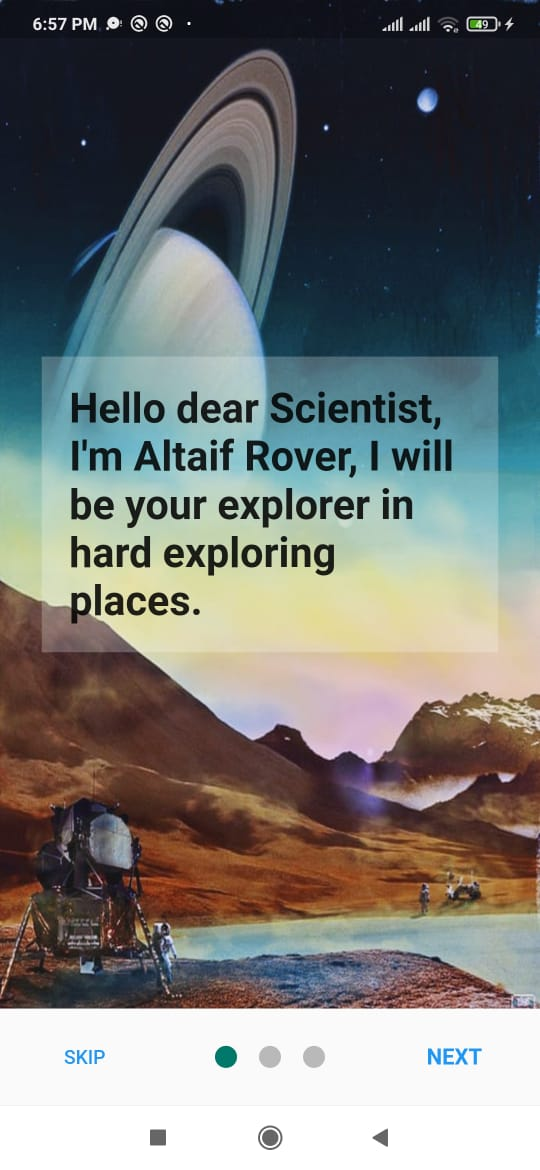 6:57 PM
49
Hello dear Scientist,
I'm Altaif Rover, I will
be your explorer in
hard exploring
places.
SKIP
NEXT